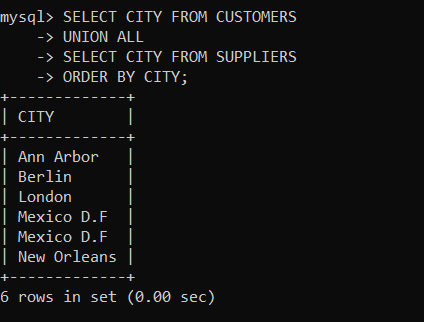 mysql> SELECT CITY FROM CUSTOMERS
    -> UNION ALL
    -> SELECT CITY FROM SUPPLIERS
    -> ORDER BY CITY;
+-------------+
| CITY        |
+-------------+
| Ann Arbor   |
| Berlin      |
| London      |
| Mexico D.F  |
| Mexico D.F  |
| New Orleans |
+-------------+
6 rows in set (0.00 sec)